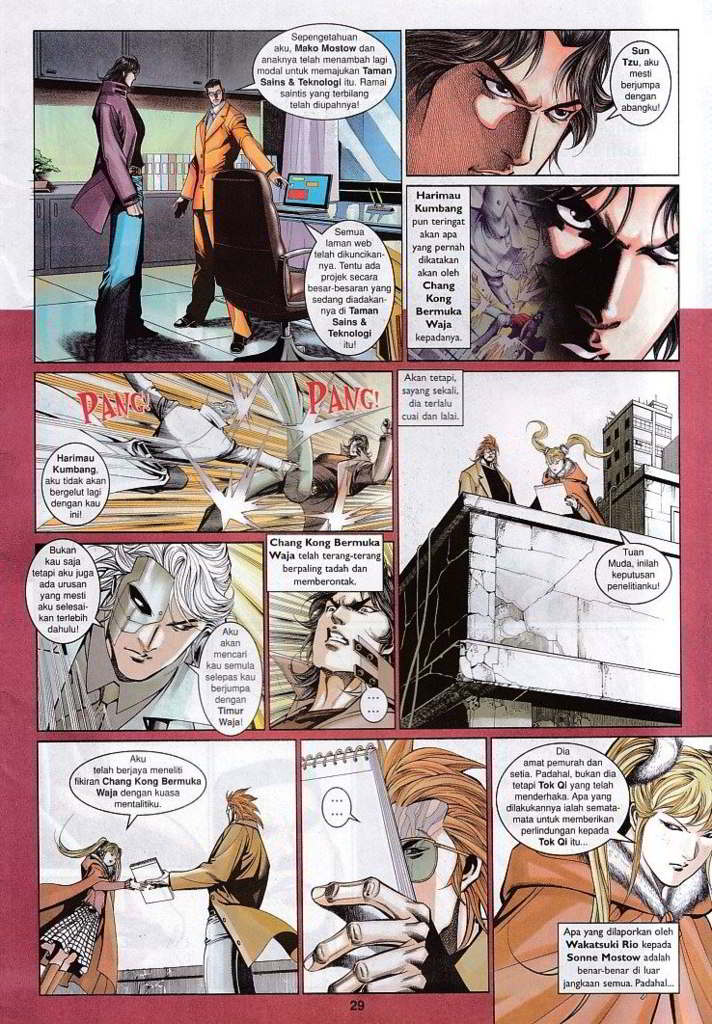 Sepengetahuan
aku, Mako Mostow dan
anaknya telah menambah lagi
modal untuk memajukan Taman
Sains & Teknologi itu. Ramai
saintis yang terbilang
telah diupahnya!
Semua
laman web
telah dikuncikan-
nya. Tentu ada
projek secara
besar-besaran yang
sedang diadakan-
nya di Taman
Sains &
Teknologi
itu!
Sun
Tzu, aku
mesti
berjumpa
dengan
abangku!
Harimau
Kumbang
pun teringat
akan apa
yang pernah
dikatakan
akan oleh
Chang
Kong
Bermuka
Waja
kepadanya.
PANG!
PANG!
Harimau
Kumbang,
aku tidak akan
bergelut lagi
dengan kau
ini!
Akan tetapi,
sayang sekali,
dia terlalu
cuai dan lalai.
Tuan
Muda, inilah
keputusan
penelitianku!
Bukan
kau saja
tetapi aku juga
ada urusan
yang mesti
aku selesai-
kan terlebih
dahulu!
Aku
akan
mencari
kau semula
selepas kau
berjumpa
dengan
Timur
Waja!
Chang Kong Bermuka
Waja telah terang-terang
berpaling tadah dan
memberontak.
...
...
Aku
telah berjaya meneliti
fikiran Chang Kong Bermuka
Waja dengan kuasa
mentalitiku.
...
...
Dia
amat pemurah dan
setia. Padahal, bukan dia
tetapi Tok Qi yang telah
menderhaka. Apa yang
dilakukannya ialah semata-
mata untuk memberikan
perlindungan kepada
Tok Qi itu...
Apa yang dilaporkan oleh
Wakatsuki Rio kepada
Sonne Mostow adalah
benar-benar di luar
jangkaan semua. Padahal...
29